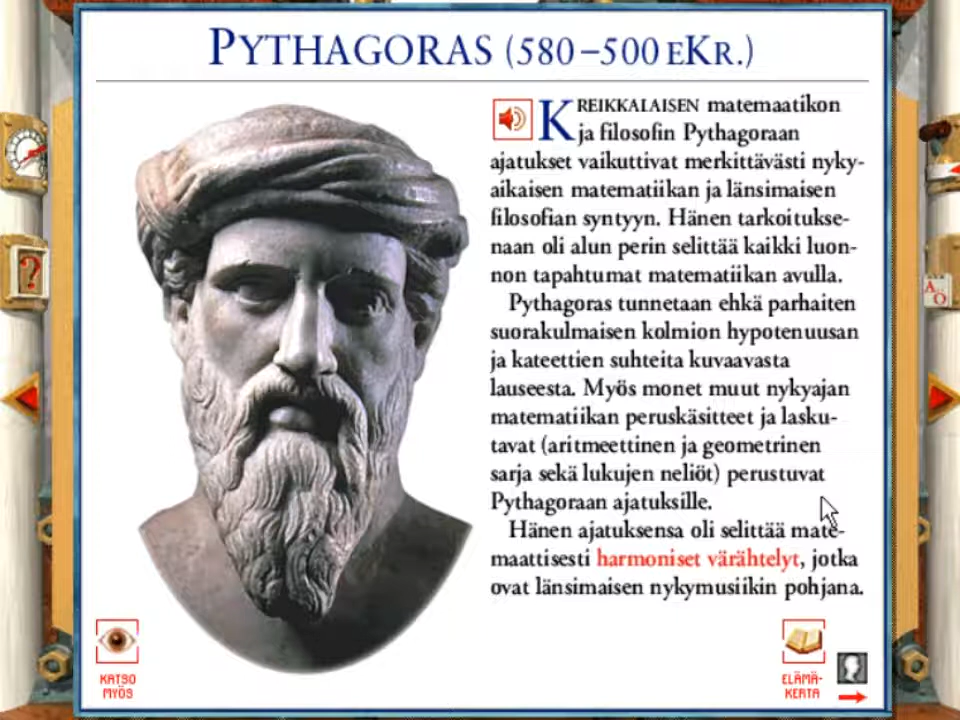 PYTHAGORAS (580–500 EKR.)
KREIKKALAISEN matemaatikon
ja filosofin Pythagoraan
ajatukset vaikuttivat merkittävästi nyky-
aikaisen matematiikan ja länsimaisen
filosofian syntyyn. Hänen tarkoitukse-
naan oli alun perin selittää kaikki luon-
non tapahtumat matematiikan avulla.
Pythagoras tunnetaan ehkä parhaiten
suorakulmaisen kolmion hypotenuusan
ja kateettien suhteita kuvaavasta
lauseesta. Myös monet muut nykyajan
matematiikan peruskäsitteet ja lasku-
tavat (aritmeettinen ja geometrinen
sarja sekä lukujen neliöt) perustuvat
Pythagoraan ajatuksille.
Hänen ajatuksensa oli selittää mate-
maattisesti harmoniset värähtelyt, jotka
ovat länsimaisen nykymusiikin pohjana.
KATSO
MYÖS
ELÄMÄ-
KERTA
?
A...
Ö